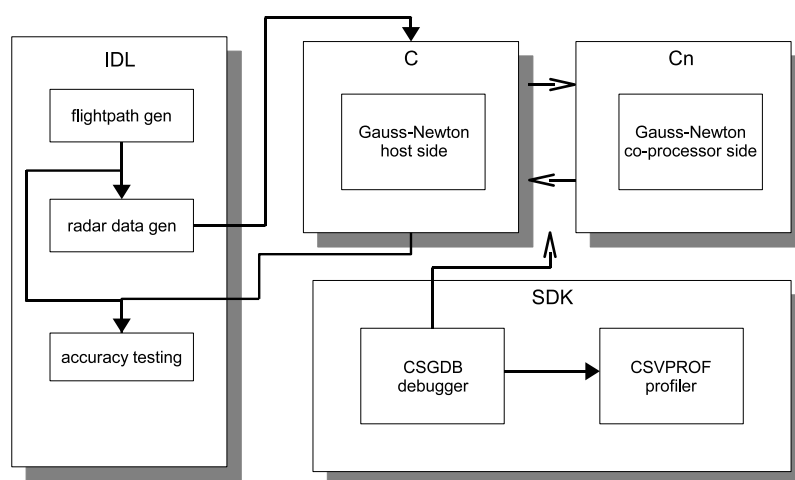 IDL
flightpath gen
radar data gen
accuracy testing
C
Gauss-Newton
host side
Cn
Gauss-Newton
co-processor side
SDK
CSGDB
debugger
CSVPROF
profiler